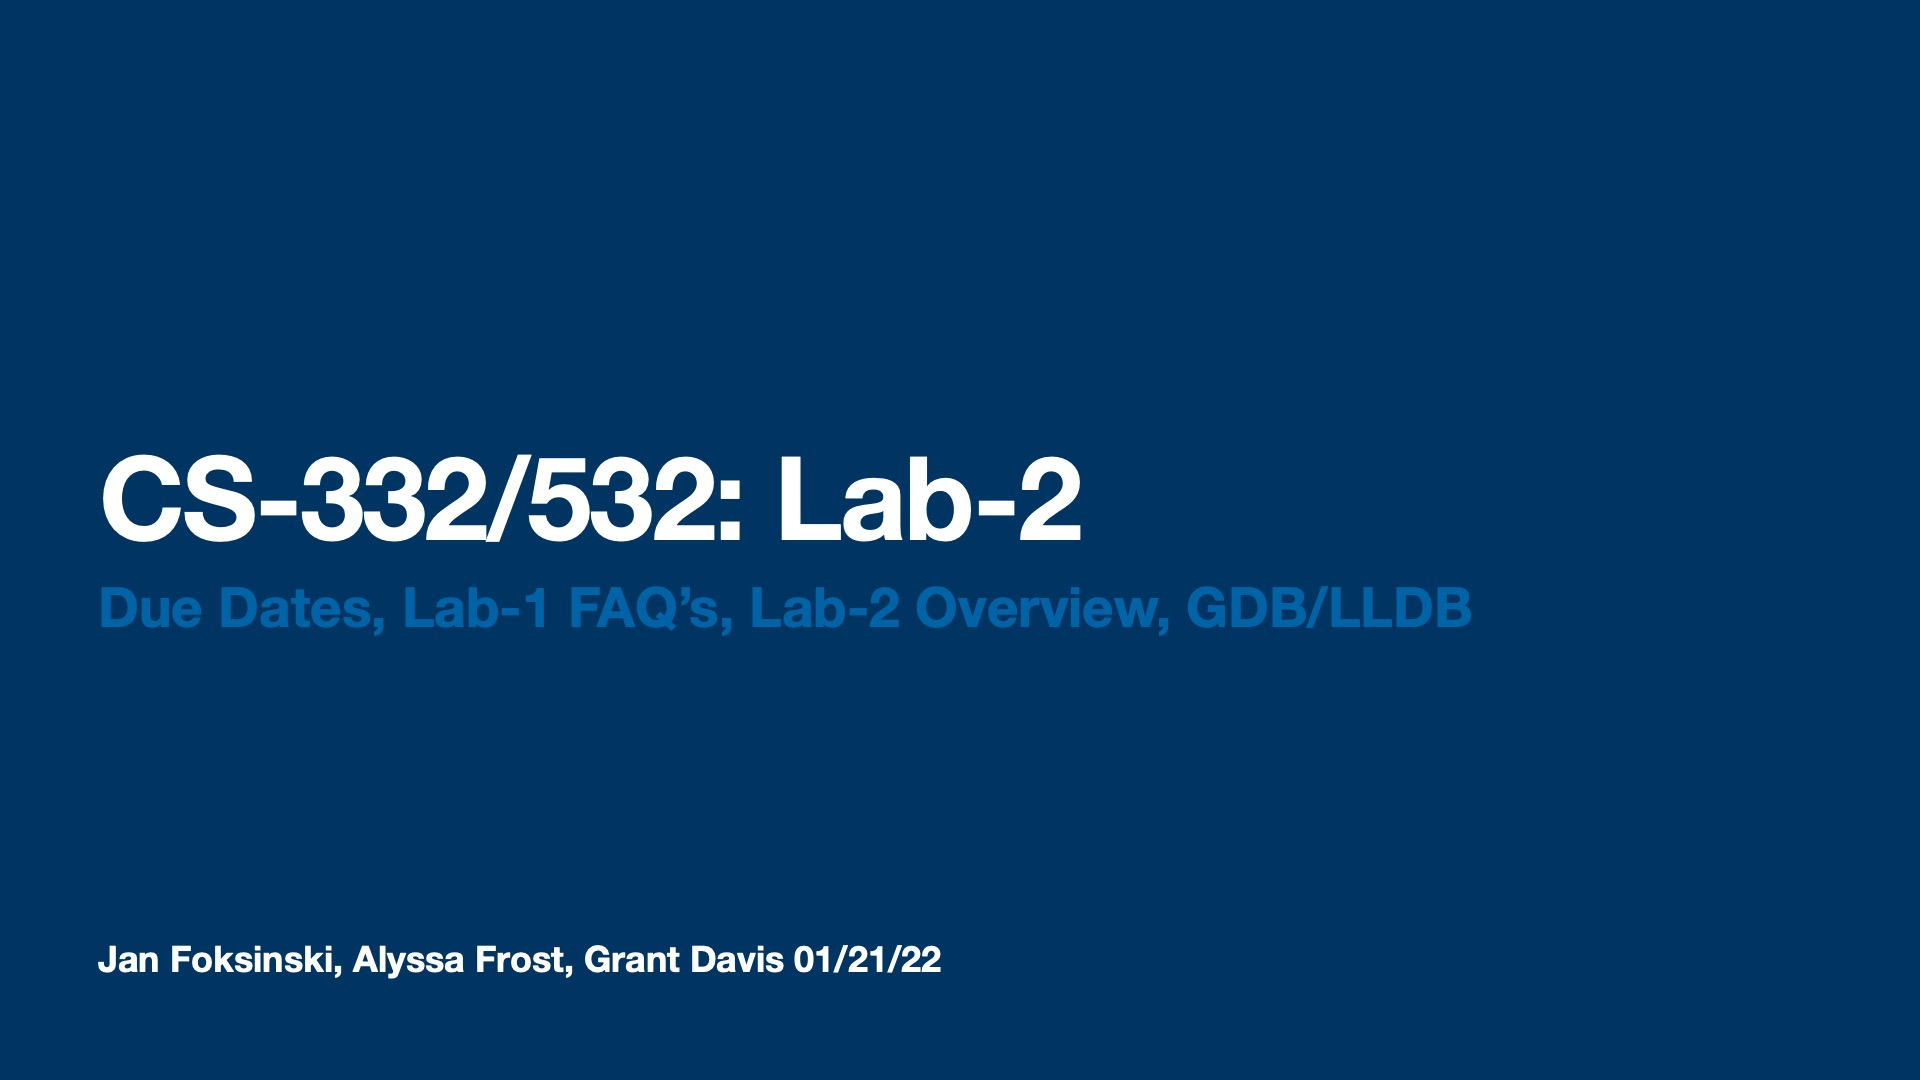 CS-332/532: Lab-2
Due Dates, Lab-1 FAQ’s, Lab-2 Overview, GDB/LLDB
Jan Foksinski, Alyssa Frost, Grant Davis 01/21/22